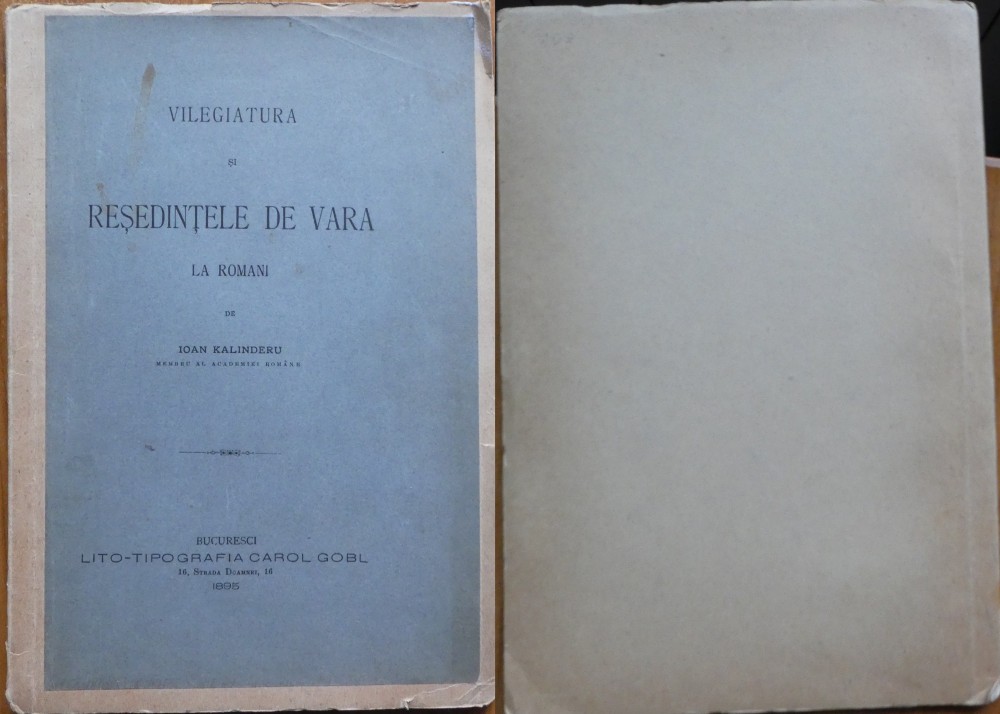 VILEGIATURA
ȘI
REȘEDINȚELE DE VARA
LA ROMANI
DE
IOAN KALINDERU
MEMBRU AL ACADEMIEI ROMÂNE
BUCURESCI
LITO-TIPOGRAFIA CAROL GOBL
16, STRADA DOAMNEI, 16
1895